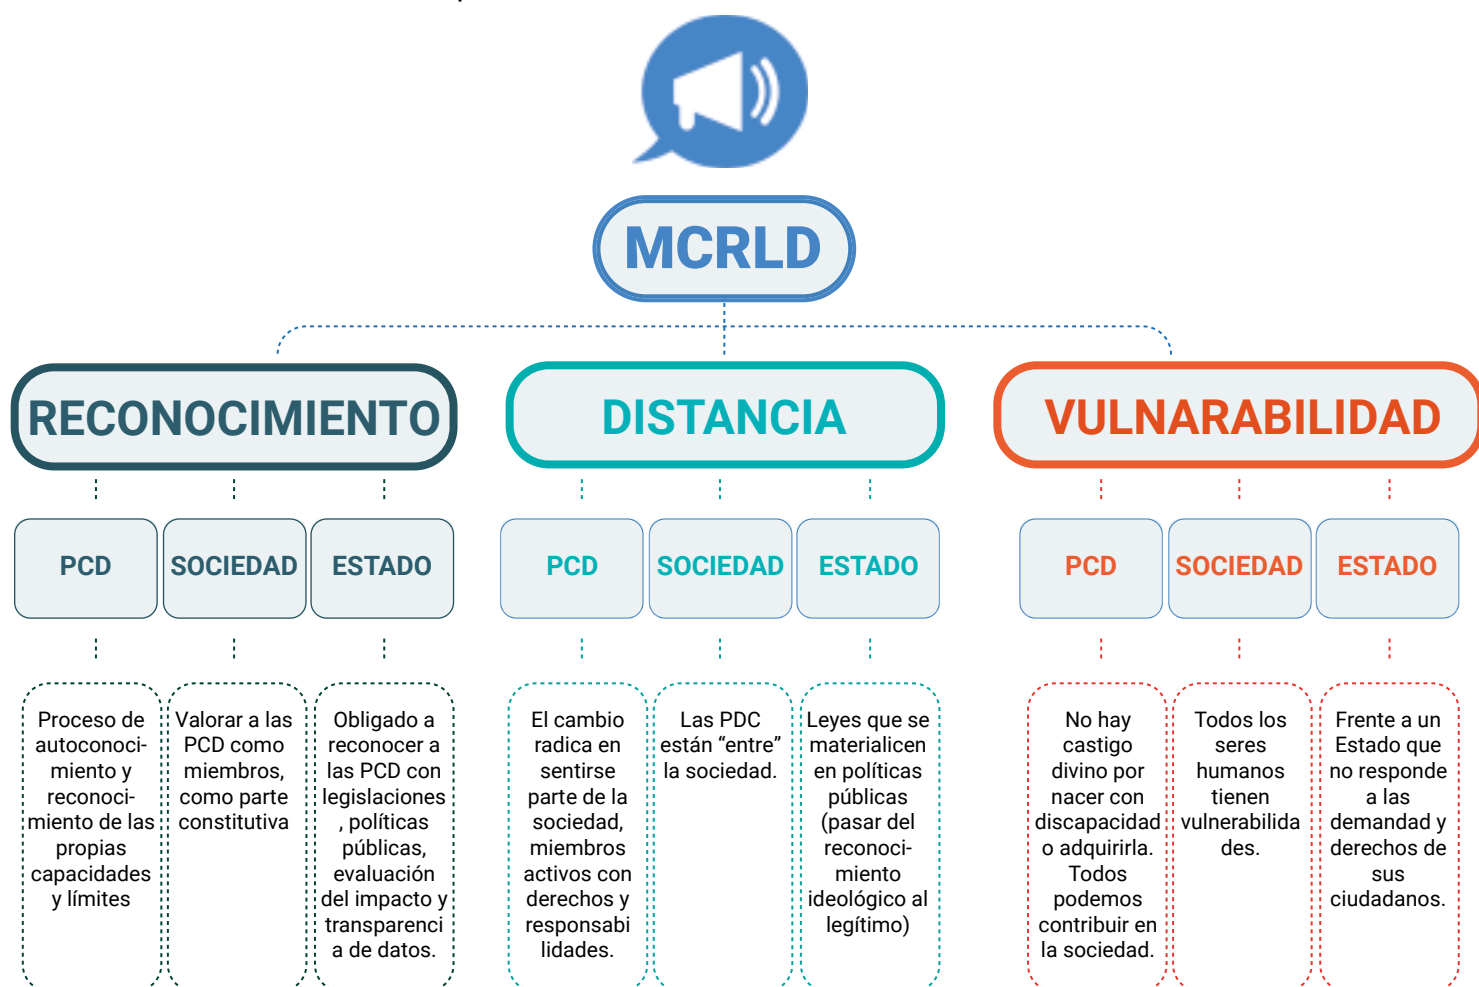 MCRLD
RECONOCIMIENTO
DISTANCIA
VULNARABILIDAD
PCD
SOCIEDAD
ESTADO
PCD
SOCIEDAD
ESTADO
PCD
SOCIEDAD
ESTADO
Proceso de
autoconoci-
miento y
reconoci-
miento de las
propias
capacidades
y límites
Valorar a las
PCD como
miembros,
como parte
constitutiva
Obligado a
reconocer a
las PCD con
legislaciones
, políticas
públicas,
evaluación
del impacto y
transparenci
a de datos.
El cambio
radica en
sentirse
parte de la
sociedad,
miembros
activos con
derechos y
responsabi
lidades.
Las PDC
están “entre”
la sociedad.
Leyes que se
materialicen
en políticas
públicas
(pasar del
reconoci-
miento
ideológico al
legítimo)
No hay
castigo
divino por
nacer con
discapacidad
o adquirirla.
Todos
podemos
contribuir en
la sociedad.
Todos los
seres
humanos
tienen
vulnerabilida
des.
Frente a un
Estado que
no responde
a las
demandad y
derechos de
sus
ciudadanos.